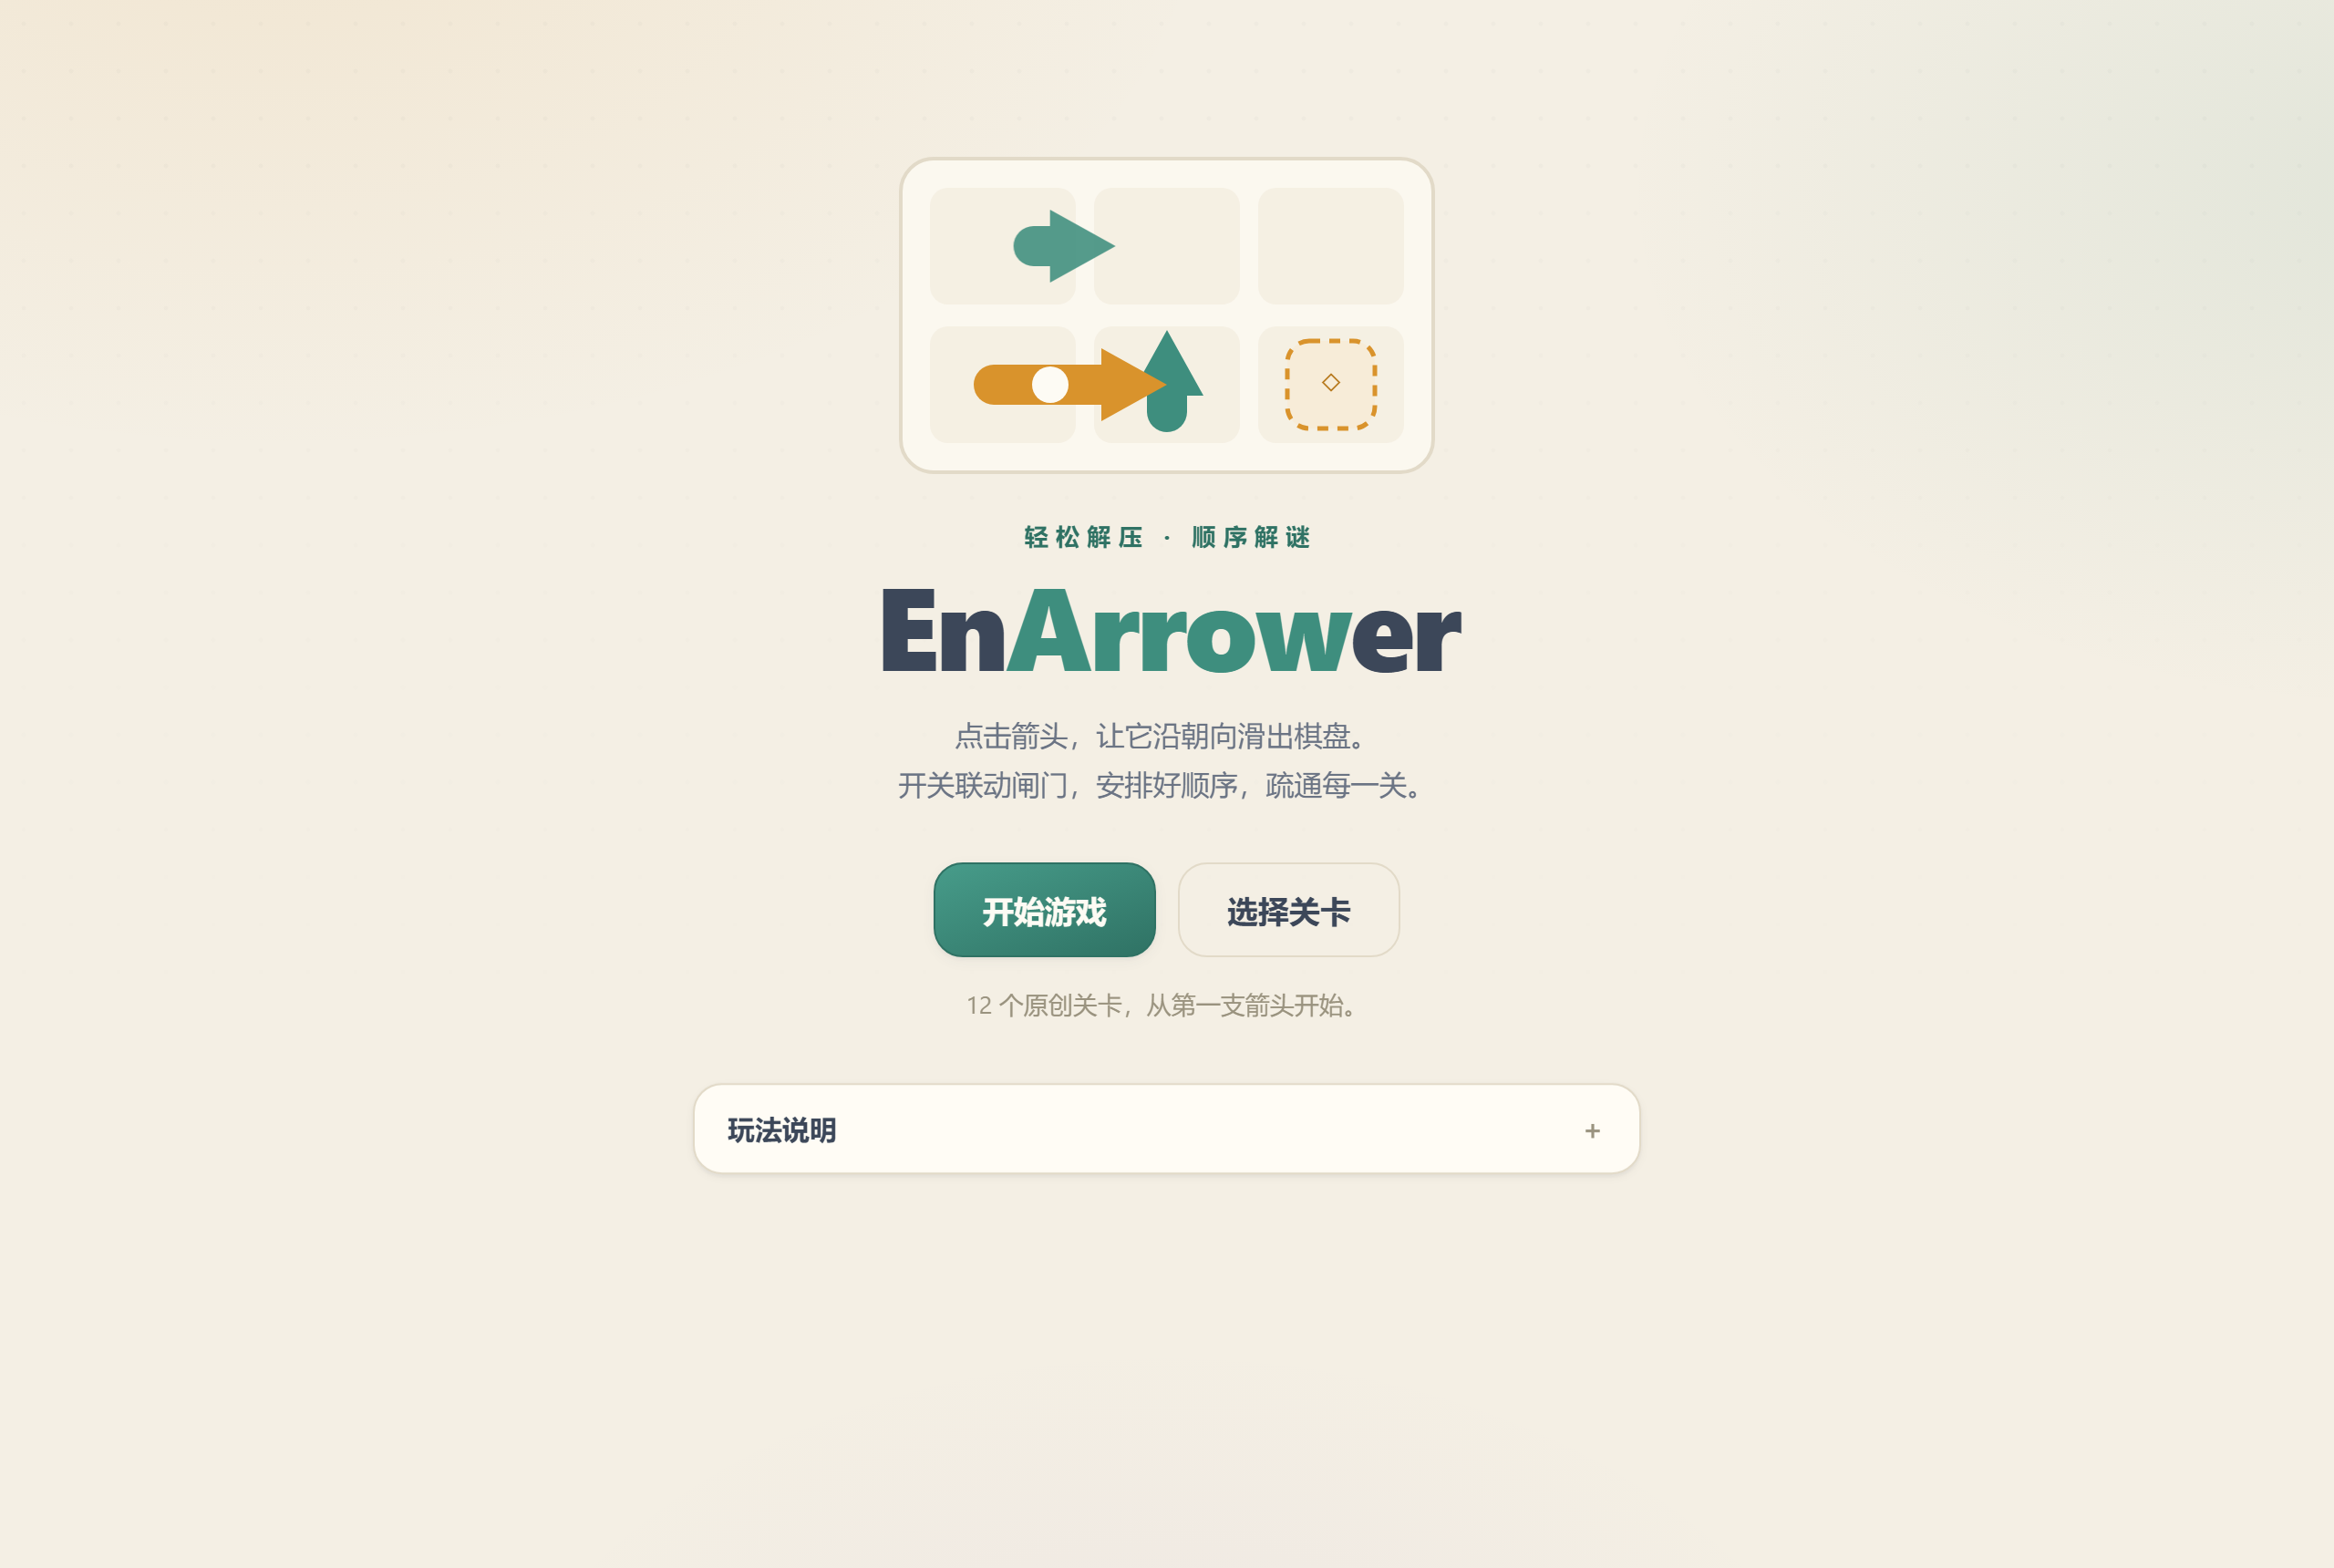 轻松解压 · 顺序解谜
EnArrower
点击箭头，让它沿朝向滑出棋盘。
开关联动闸门，安排好顺序，疏通每一关。
开始游戏
选择关卡
12 个原创关卡，从第一支箭头开始。
玩法说明 +